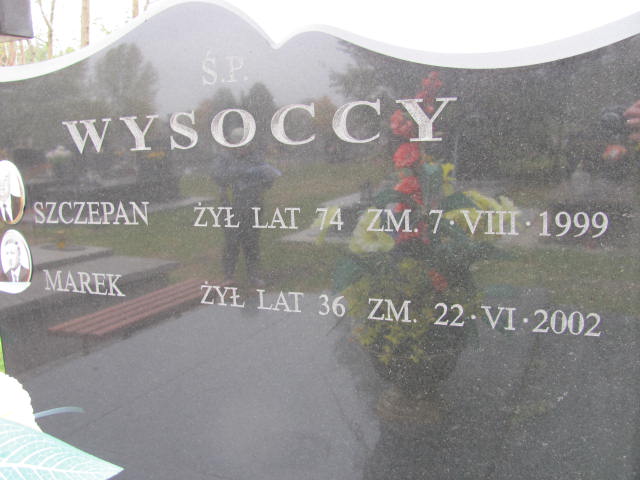 Ś.P.
WYSOCCY
SZCZEPAN ŻYŁ LAT 74 ZM. 7·VIII·1999
MAREK ŻYŁ LAT 36 ZM. 22·VI·2002